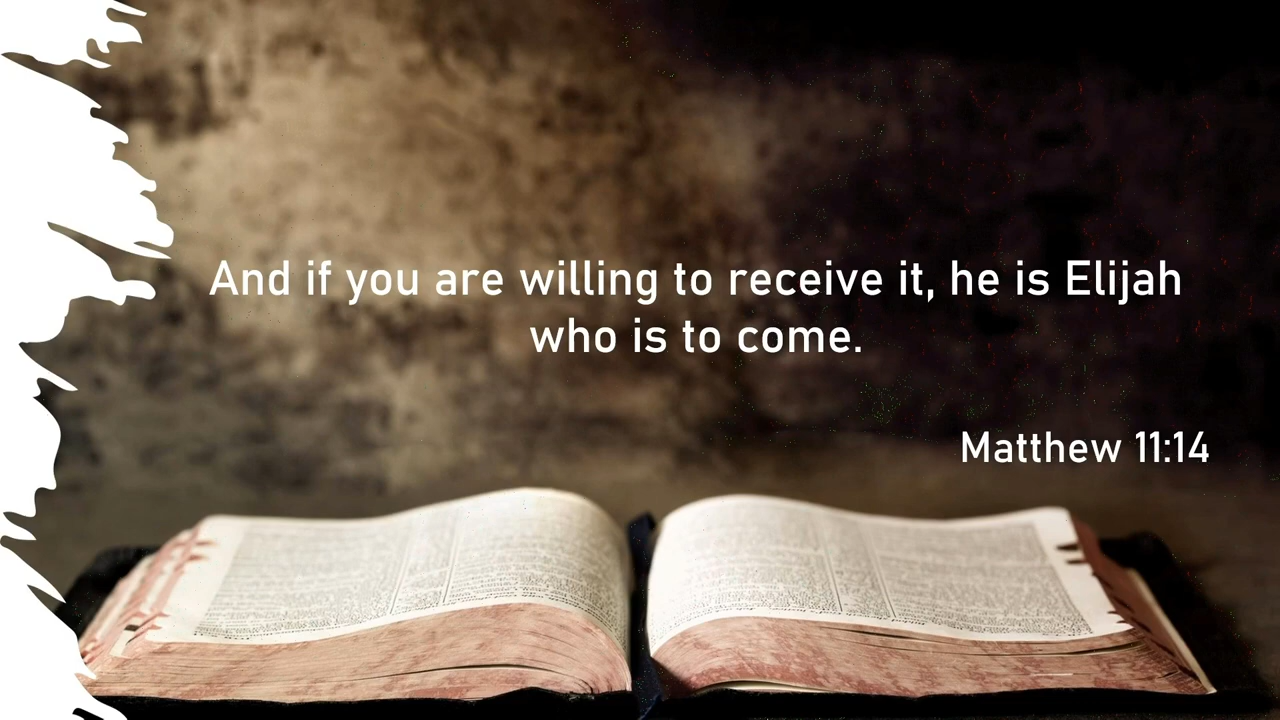 And if you are willing to receive it, he is Elijah
who is to come.
Matthew 11:14